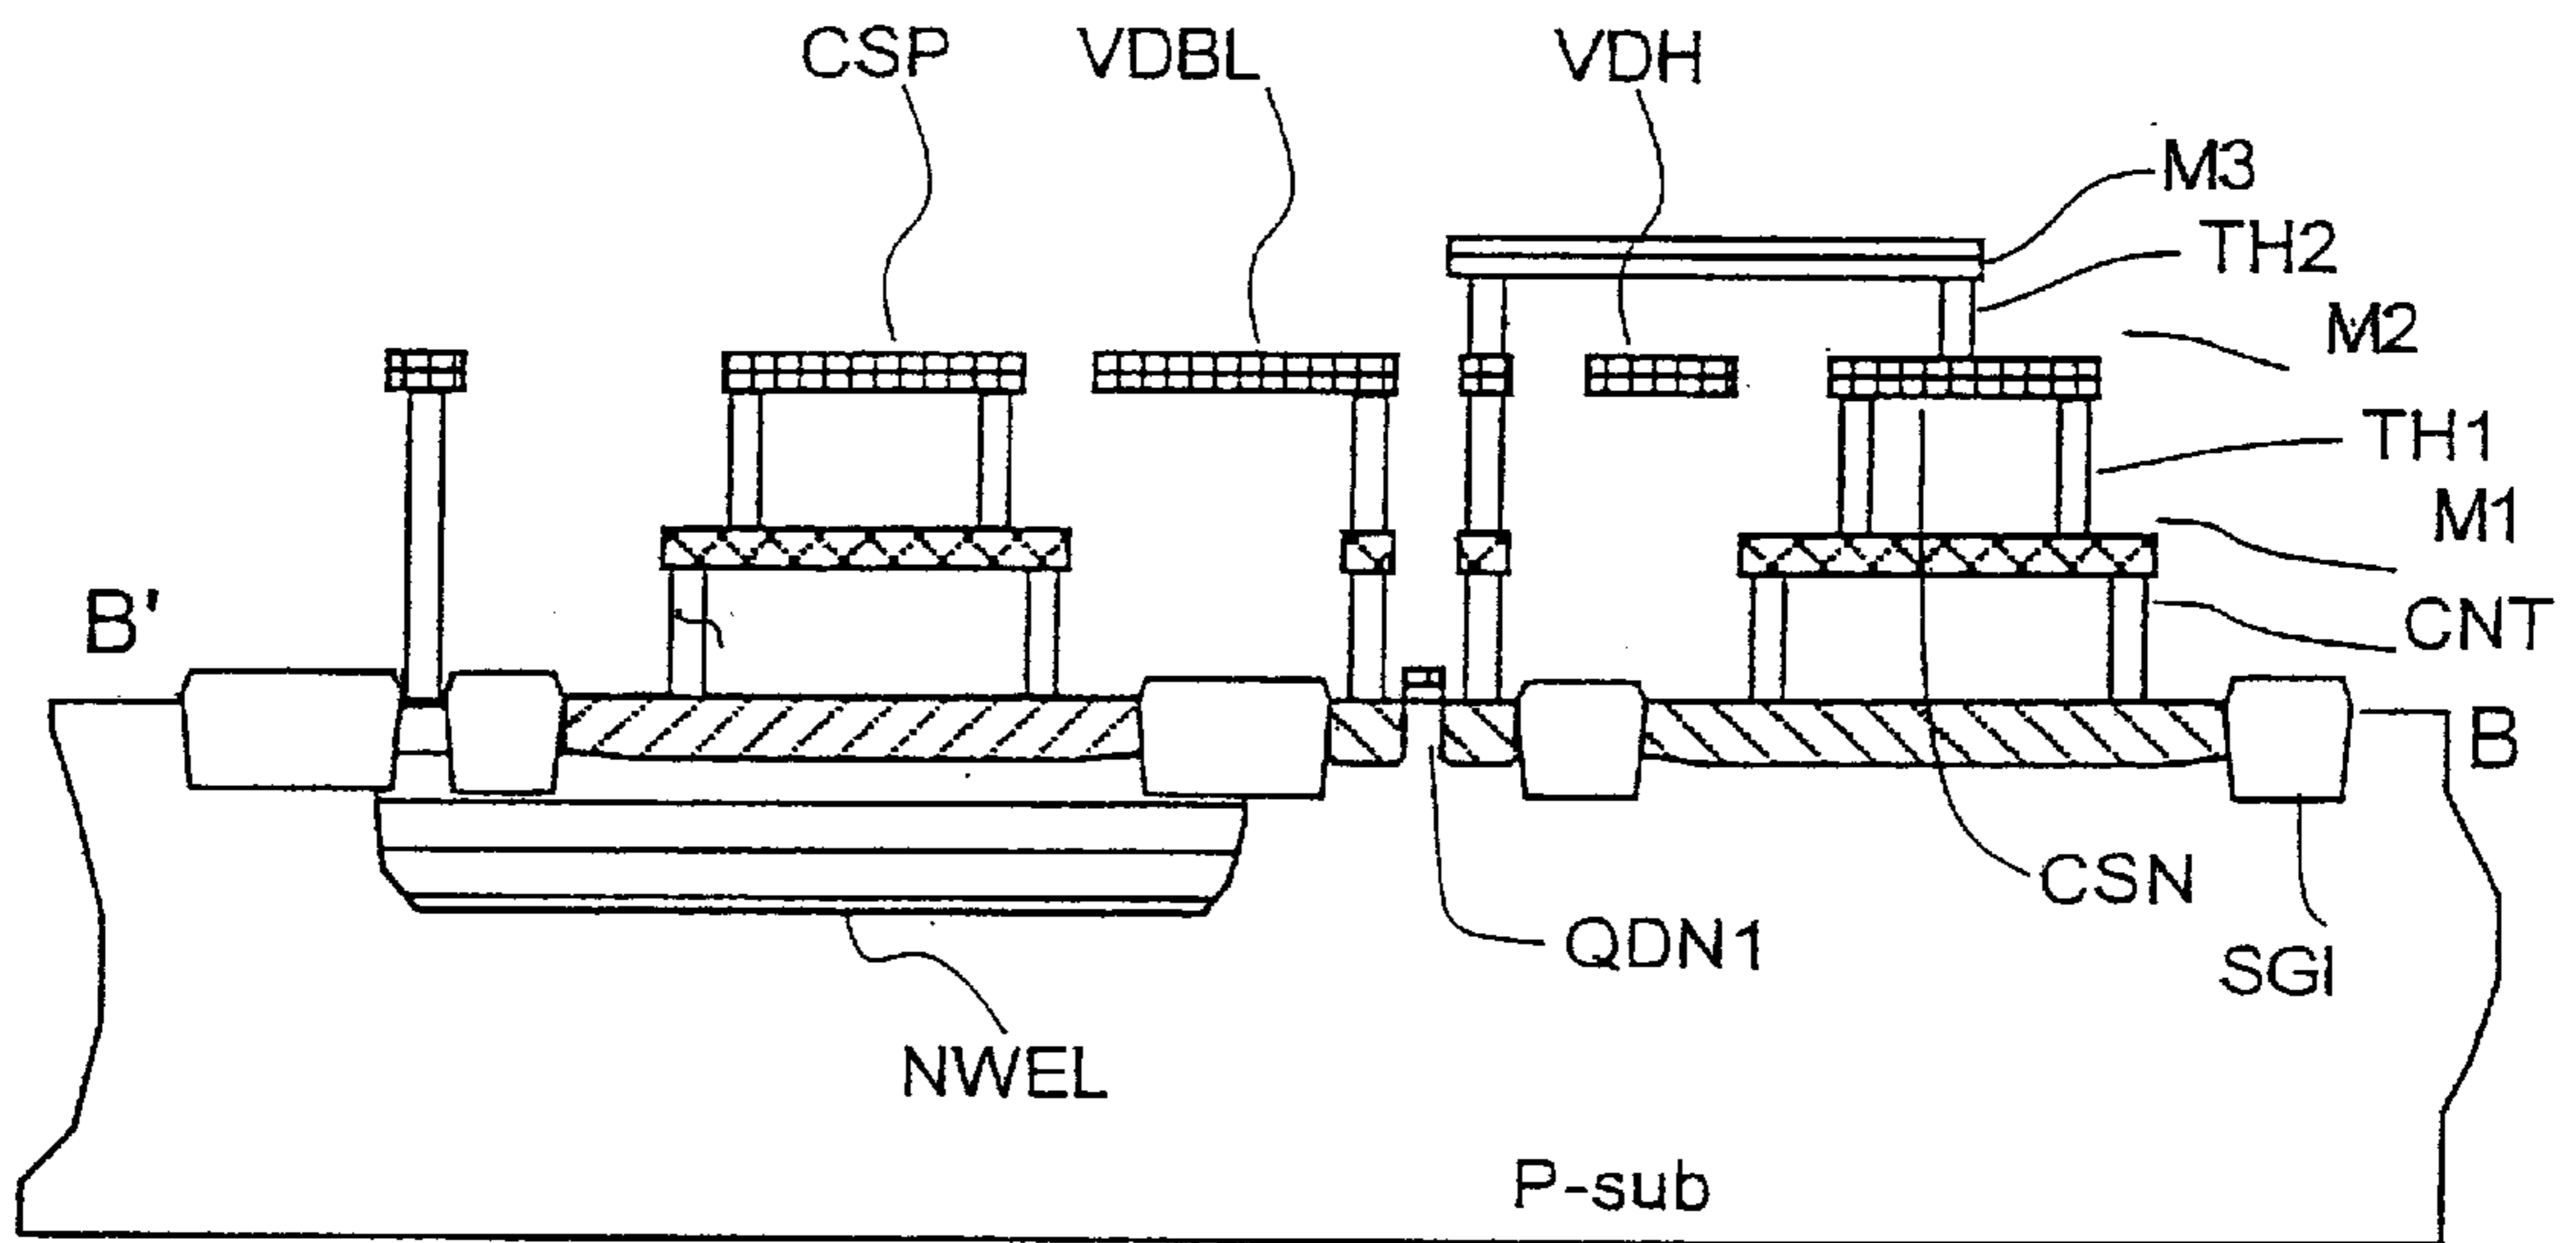 CSP
VDBL
VDH
M3
TH2
M2
TH1
M1
CNT
B'
B
CSN
QDN1
SGI
NWEL
P-sub